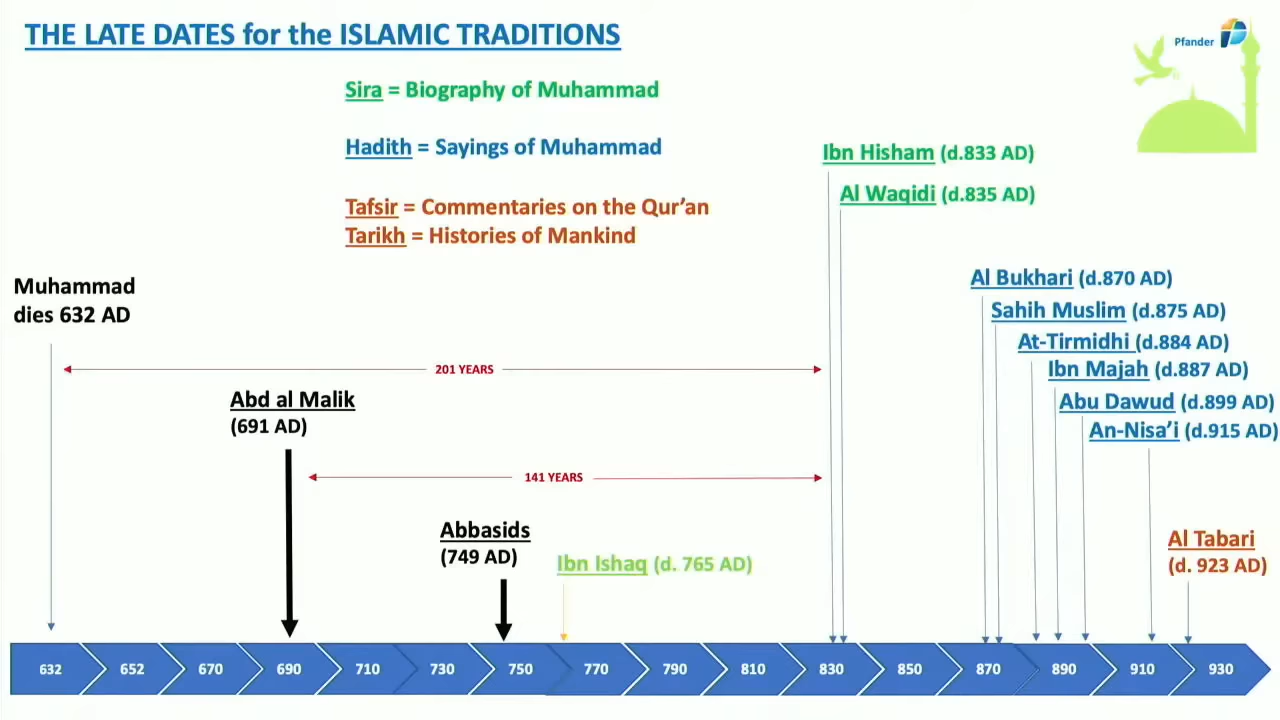 THE LATE DATES for the ISLAMIC TRADITIONS
Pfander
Sira = Biography of Muhammad
Hadith = Sayings of Muhammad
Tafsir = Commentaries on the Qur’an
Tarikh = Histories of Mankind
Ibn Hisham (d.833 AD)
Al Waqidi (d.835 AD)
Muhammad
dies 632 AD
Al Bukhari (d.870 AD)
Sahih Muslim (d.875 AD)
At-Tirmidhi (d.884 AD)
Ibn Majah (d.887 AD)
Abu Dawud (d.899 AD)
An-Nisa’i (d.915 AD)
201 YEARS
Abd al Malik
(691 AD)
141 YEARS
Abbasids
(749 AD)
Ibn Ishaq (d. 765 AD)
Al Tabari
(d. 923 AD)
632 652 670 690 710 730 750 770 790 810 830 850 870 890 910 930